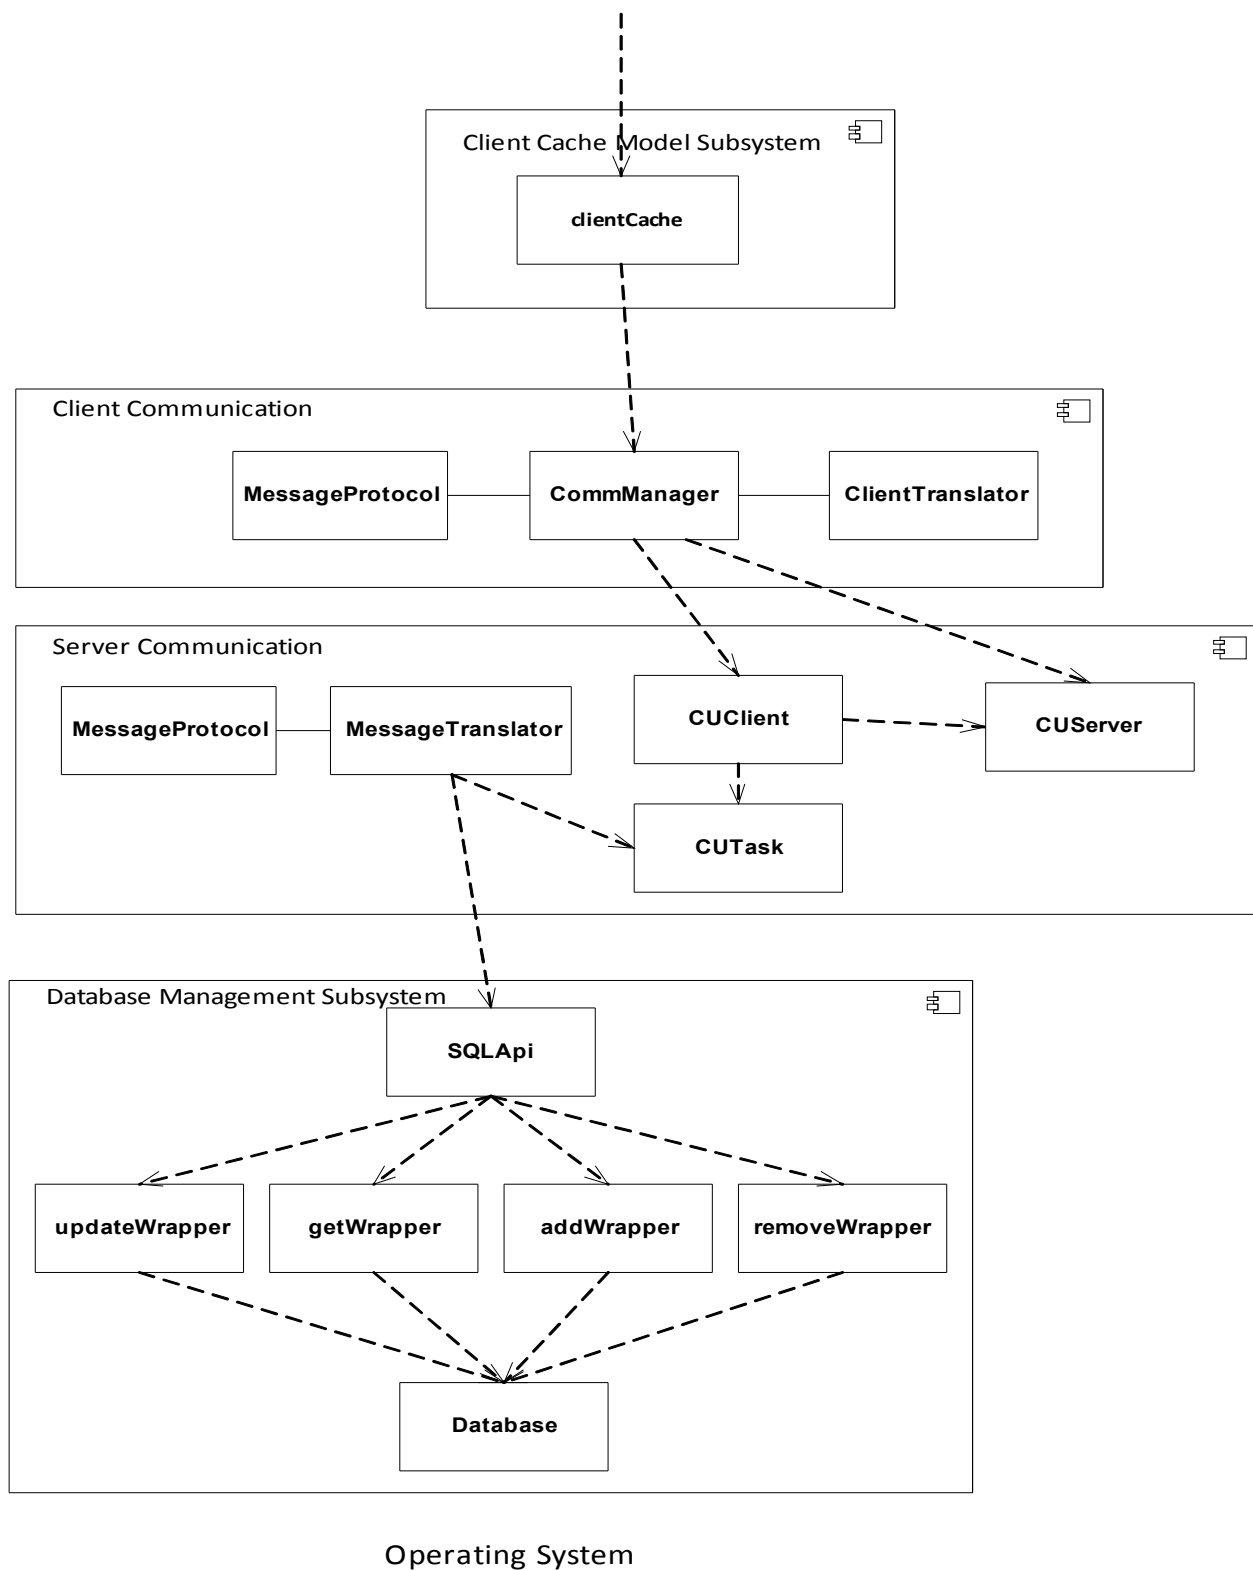 Client Cache Model Subsystem
clientCache
Client Communication
MessageProtocol
CommManager
ClientTranslator
Server Communication
MessageProtocol
MessageTranslator
CUClient
CUServer
CUTask
Database Management Subsystem
SQLApi
updateWrapper
getWrapper
addWrapper
removeWrapper
Database
Operating System